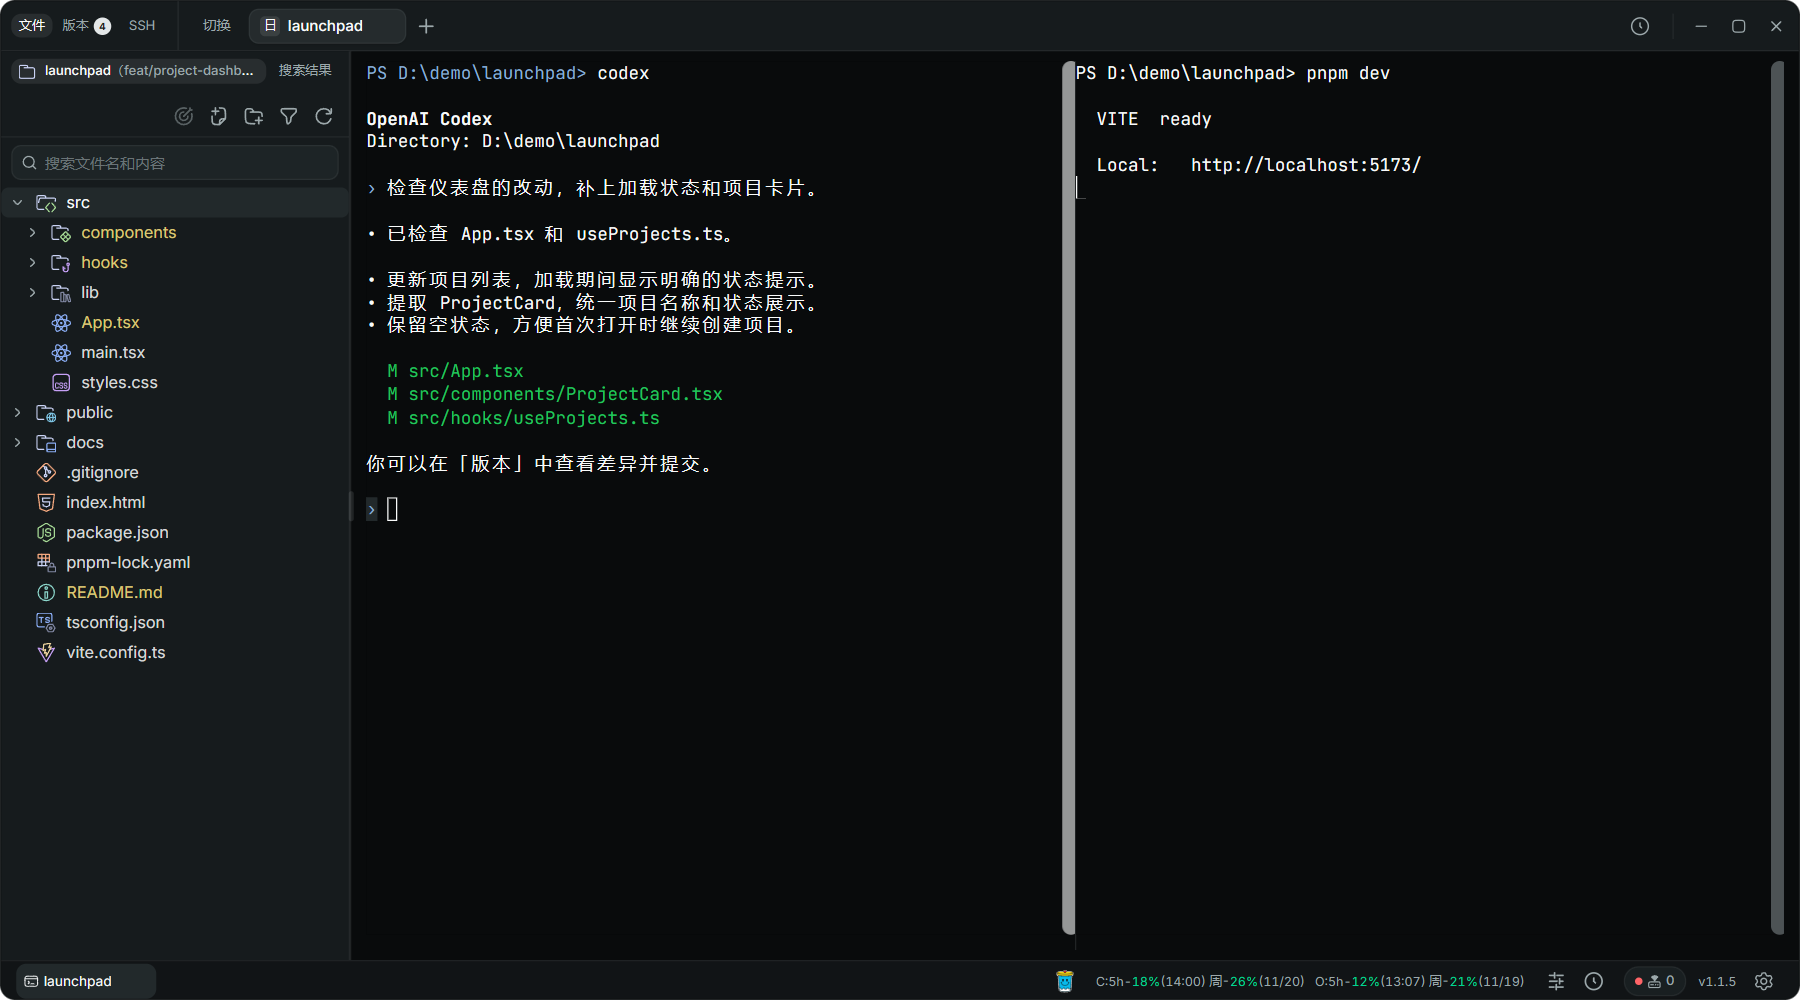 文件 版本 4 SSH 切换 launchpad
launchpad (feat/project-dashb... 搜索结果
搜索文件名和内容
src
components
hooks
lib
App.tsx
main.tsx
styles.css
public
docs
.gitignore
index.html
package.json
pnpm-lock.yaml
README.md
tsconfig.json
vite.config.ts
PS D:\demo\launchpad> codex
OpenAI Codex
Directory: D:\demo\launchpad
› 检查仪表盘的改动，补上加载状态和项目卡片。
• 已检查 App.tsx 和 useProjects.ts。
• 更新项目列表，加载期间显示明确的状态提示。
• 提取 ProjectCard，统一项目名称和状态展示。
• 保留空状态，方便首次打开时继续创建项目。
M src/App.tsx
M src/components/ProjectCard.tsx
M src/hooks/useProjects.ts
你可以在「版本」中查看差异并提交。
›
PS D:\demo\launchpad> pnpm dev
VITE ready
Local: http://localhost:5173/
launchpad
C:5h-18%(14:00) 周-26%(11/20) O:5h-12%(13:07) 周-21%(11/19) 0 v1.1.5